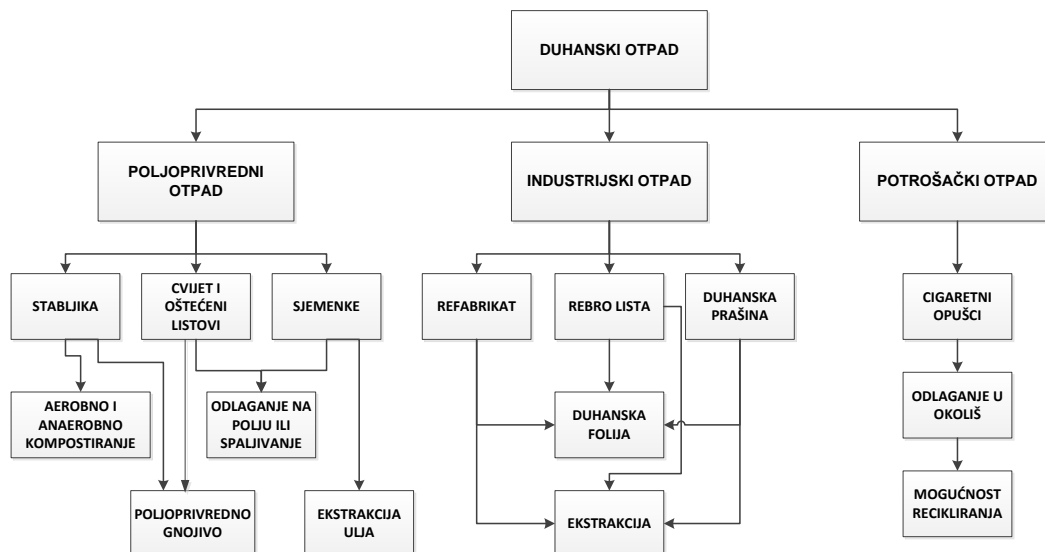 DUHANSKI OTPAD
POLJOPRIVREDNI
OTPAD
INDUSTRIJSKI OTPAD
POTROŠAČKI OTPAD
STABLJIKA
CVIJET I
OŠTEĆENI
LISTOVI
SJEMENKE
REFABRIKAT
REBRO LISTA
DUHANSKA
PRAŠINA
CIGARETNI
OPUŠCI
AEROBNO I
ANAEROBNO
KOMPOSTIRANJE
ODLAGANJE NA
POLJU ILI
SPALJIVANJE
DUHANSKA
FOLIJA
ODLAGANJE U
OKOLIŠ
POLJOPRIVREDNO
GNOJIVO
EKSTRAKCIJA
ULJA
EKSTRAKCIJA
MOGUĆNOST
RECIKLIRANJA